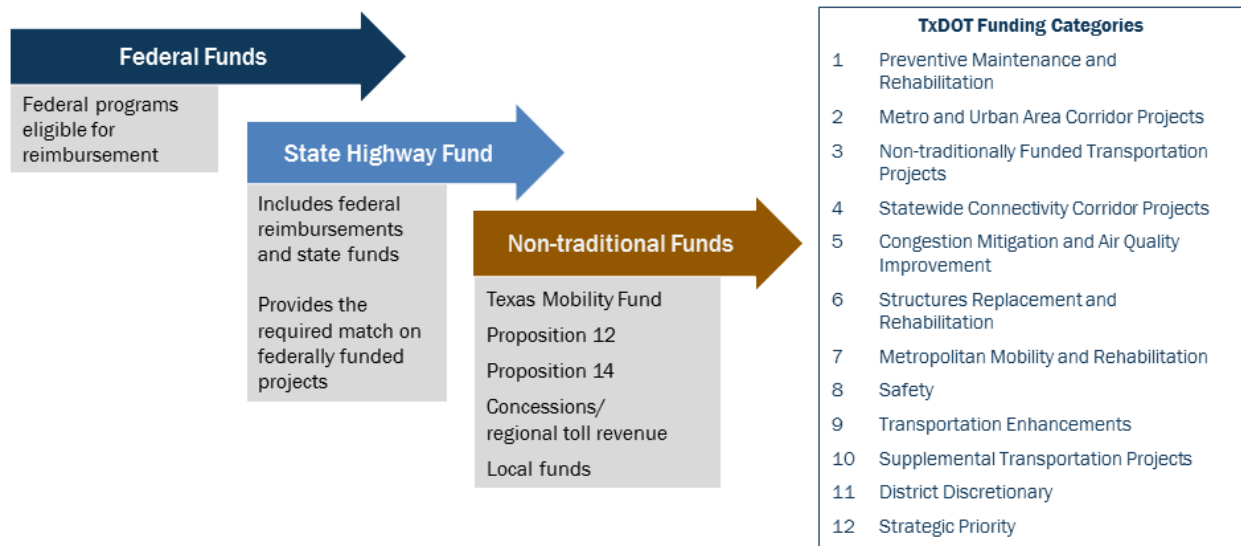 Federal Funds
Federal programs
eligible for
reimbursement
State Highway Fund
Includes federal
reimbursements
and state funds
Provides the
required match on
federally funded
projects
Non-traditional Funds
Texas Mobility Fund
Proposition 12
Proposition 14
Concessions/
regional toll revenue
Local funds
TxDOT Funding Categories
1 Preventive Maintenance and
Rehabilitation
2 Metro and Urban Area Corridor Projects
3 Non-traditionally Funded Transportation
Projects
4 Statewide Connectivity Corridor Projects
5 Congestion Mitigation and Air Quality
Improvement
6 Structures Replacement and
Rehabilitation
7 Metropolitan Mobility and Rehabilitation
8 Safety
9 Transportation Enhancements
10 Supplemental Transportation Projects
11 District Discretionary
12 Strategic Priority